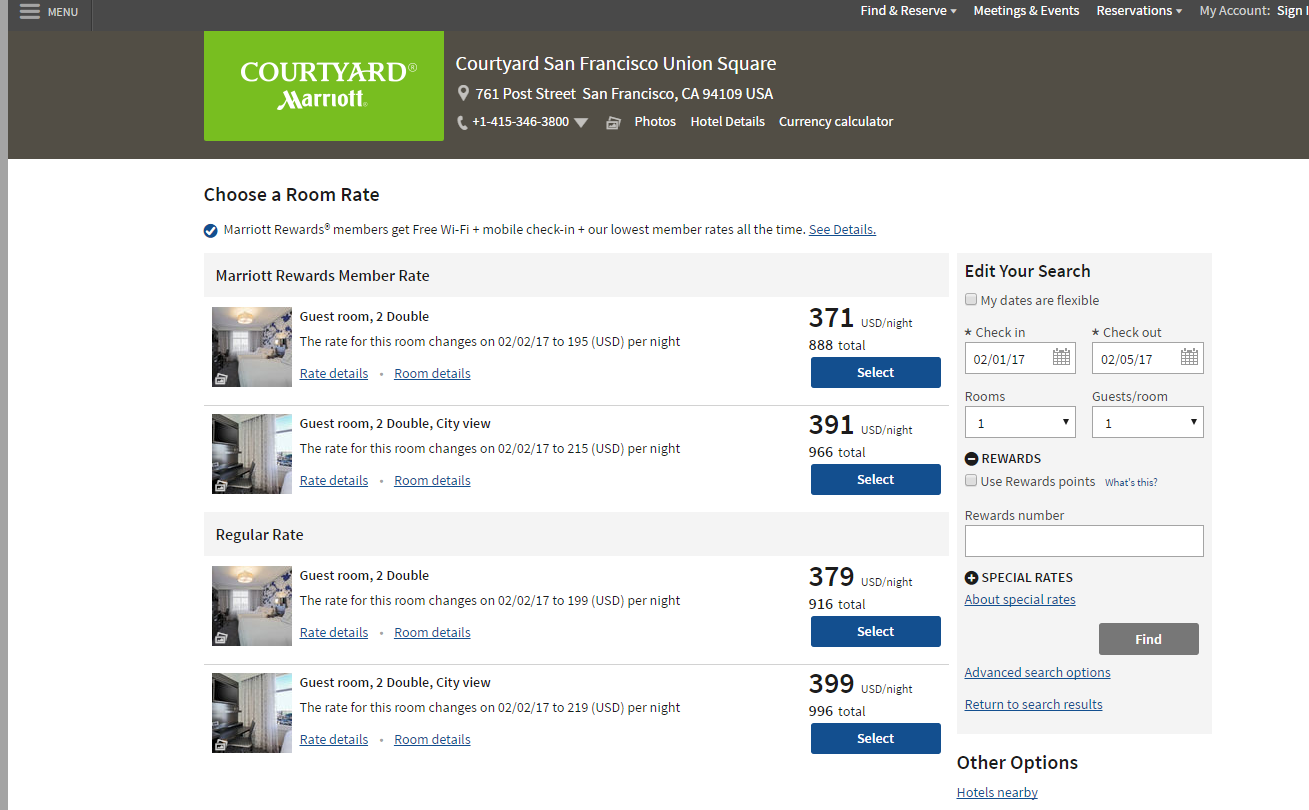 MENU
Find & Reserve
Meetings & Events
Reservations
My Account: Sign I
COURTYARD®
Marriott®
Courtyard San Francisco Union Square
761 Post Street San Francisco, CA 94109 USA
+1-415-346-3800
Photos
Hotel Details
Currency calculator
Choose a Room Rate
Marriott Rewards® members get Free Wi-Fi + mobile check-in + our lowest member rates all the time. See Details.
Marriott Rewards Member Rate
Guest room, 2 Double
The rate for this room changes on 02/02/17 to 195 (USD) per night
Rate details • Room details
371 USD/night
888 total
Select
Guest room, 2 Double, City view
The rate for this room changes on 02/02/17 to 215 (USD) per night
Rate details • Room details
391 USD/night
966 total
Select
Regular Rate
Guest room, 2 Double
The rate for this room changes on 02/02/17 to 199 (USD) per night
Rate details • Room details
379 USD/night
916 total
Select
Guest room, 2 Double, City view
The rate for this room changes on 02/02/17 to 219 (USD) per night
Rate details • Room details
399 USD/night
996 total
Select
Edit Your Search
My dates are flexible
* Check in
* Check out
02/01/17
02/05/17
Rooms
Guests/room
1
1
REWARDS
Use Rewards points What's this?
Rewards number
SPECIAL RATES
About special rates
Find
Advanced search options
Return to search results
Other Options
Hotels nearby